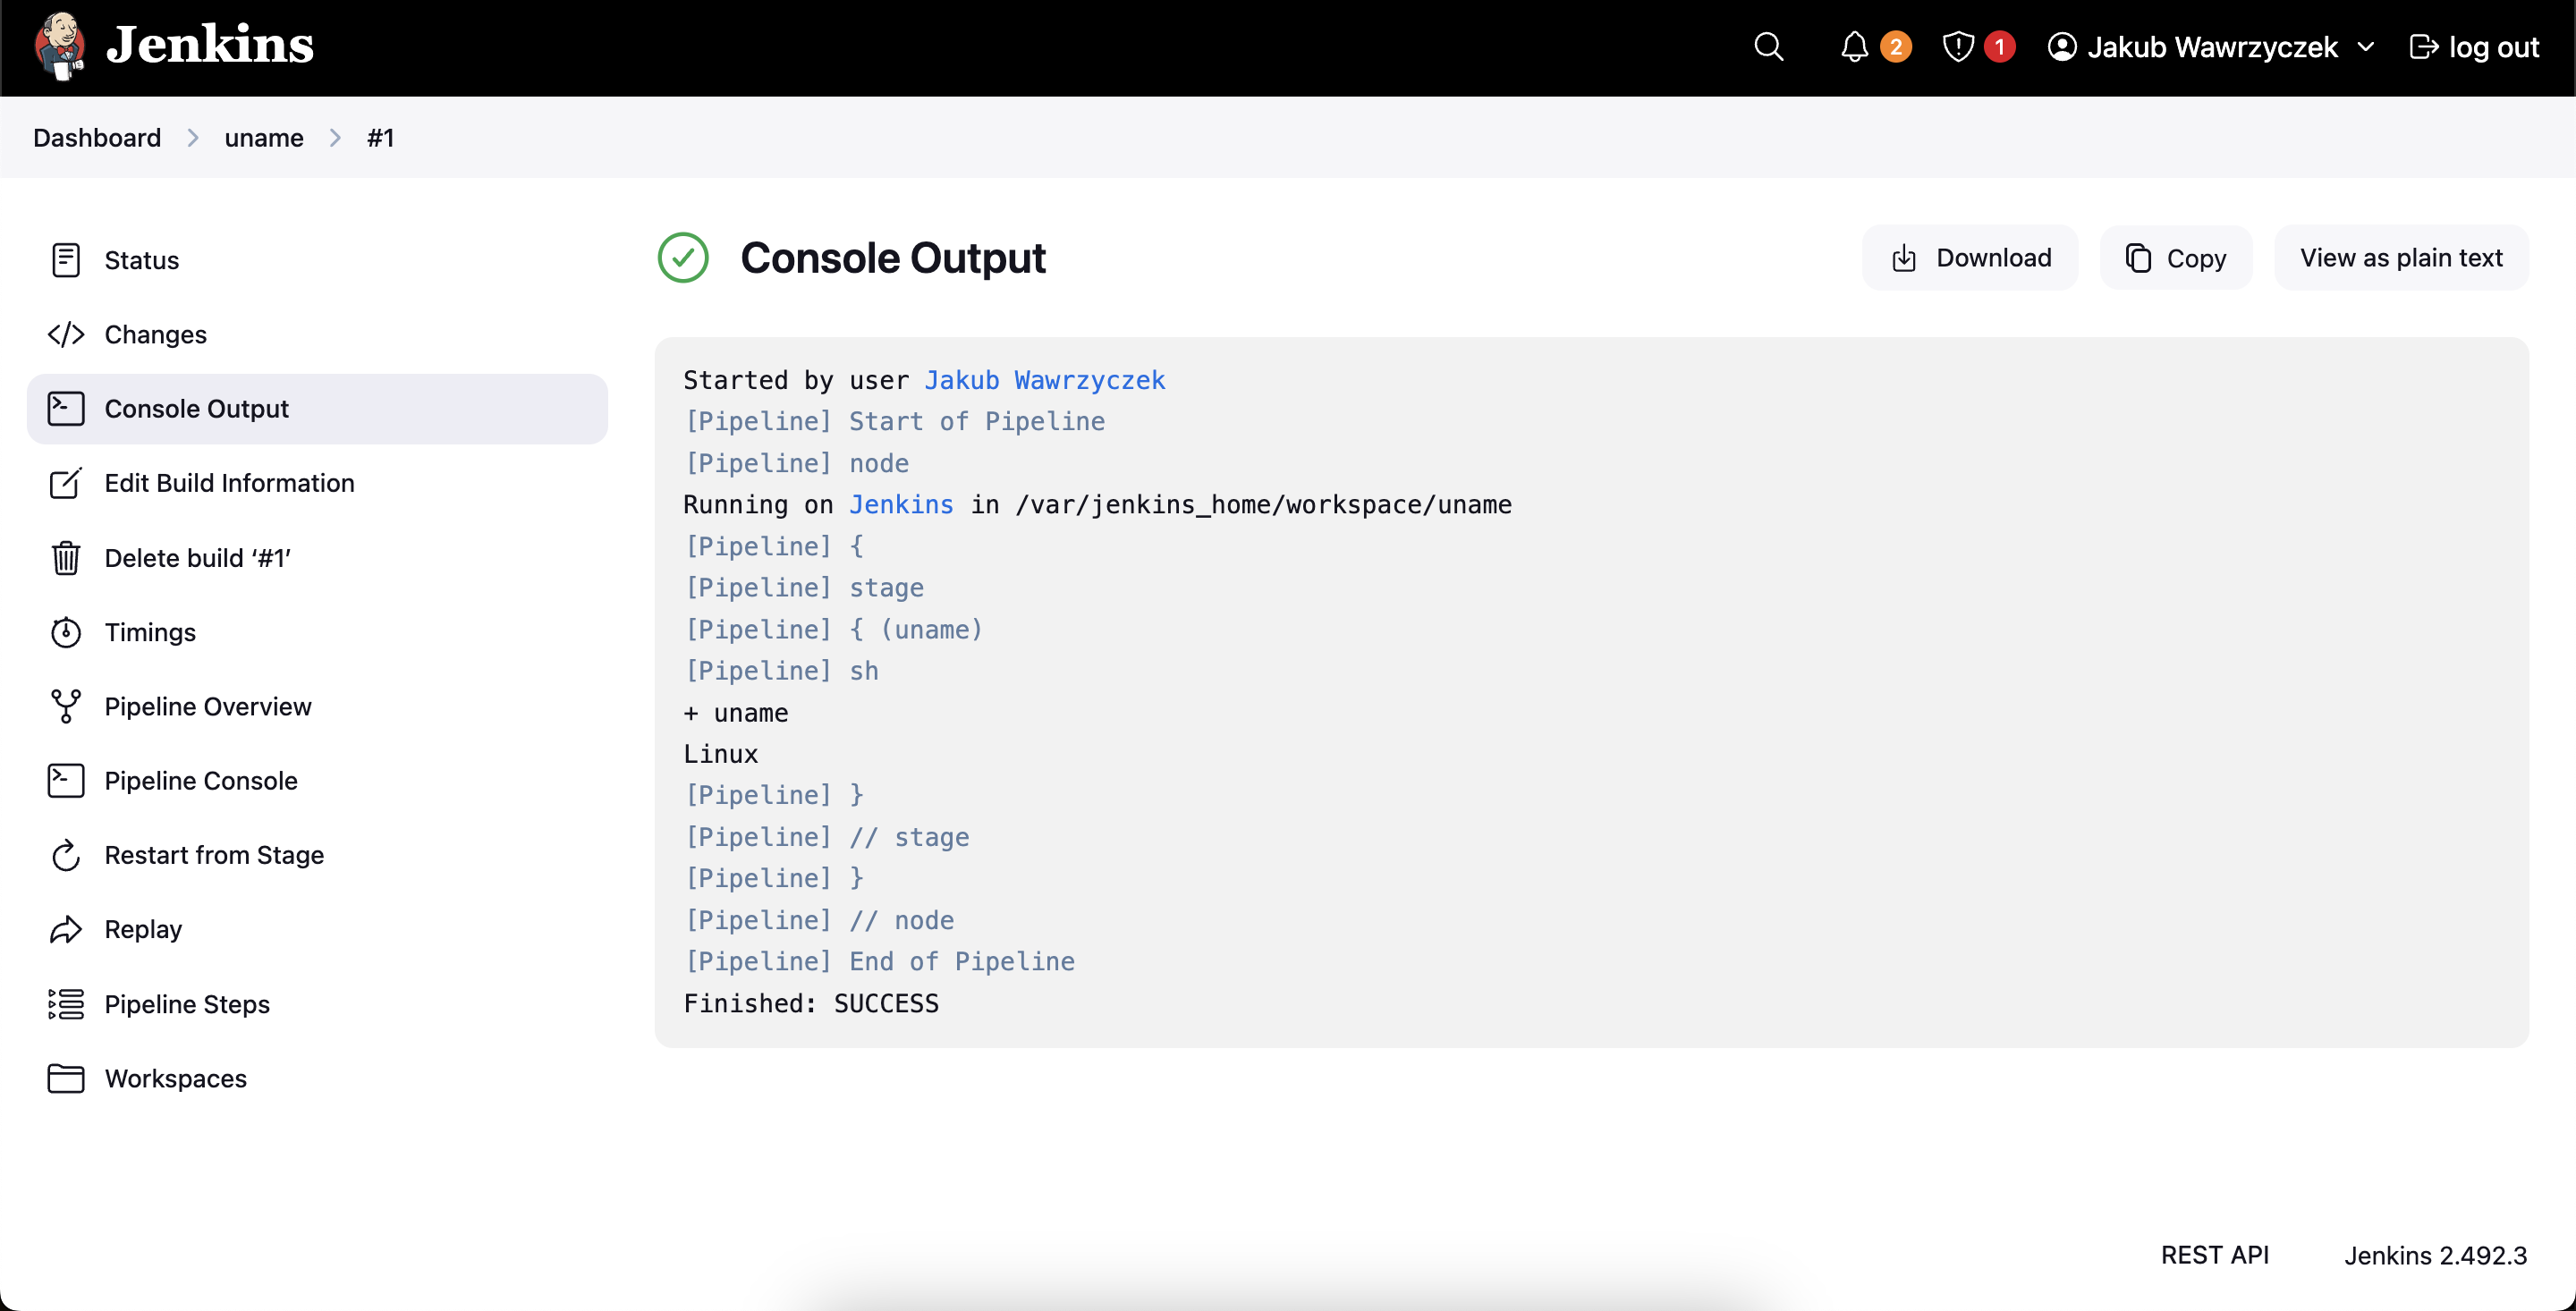 Jenkins
2
1
Jakub Wawrzyczek
log out
Dashboard
uname
#1
Status
Changes
Console Output
Edit Build Information
Delete build ‘#1’
Timings
Pipeline Overview
Pipeline Console
Restart from Stage
Replay
Pipeline Steps
Workspaces
Console Output
Download
Copy
View as plain text
Started by user Jakub Wawrzyczek
[Pipeline] Start of Pipeline
[Pipeline] node
Running on Jenkins in /var/jenkins_home/workspace/uname
[Pipeline] {
[Pipeline] stage
[Pipeline] { (uname)
[Pipeline] sh
+ uname
Linux
[Pipeline] }
[Pipeline] // stage
[Pipeline] }
[Pipeline] // node
[Pipeline] End of Pipeline
Finished: SUCCESS
REST API
Jenkins 2.492.3